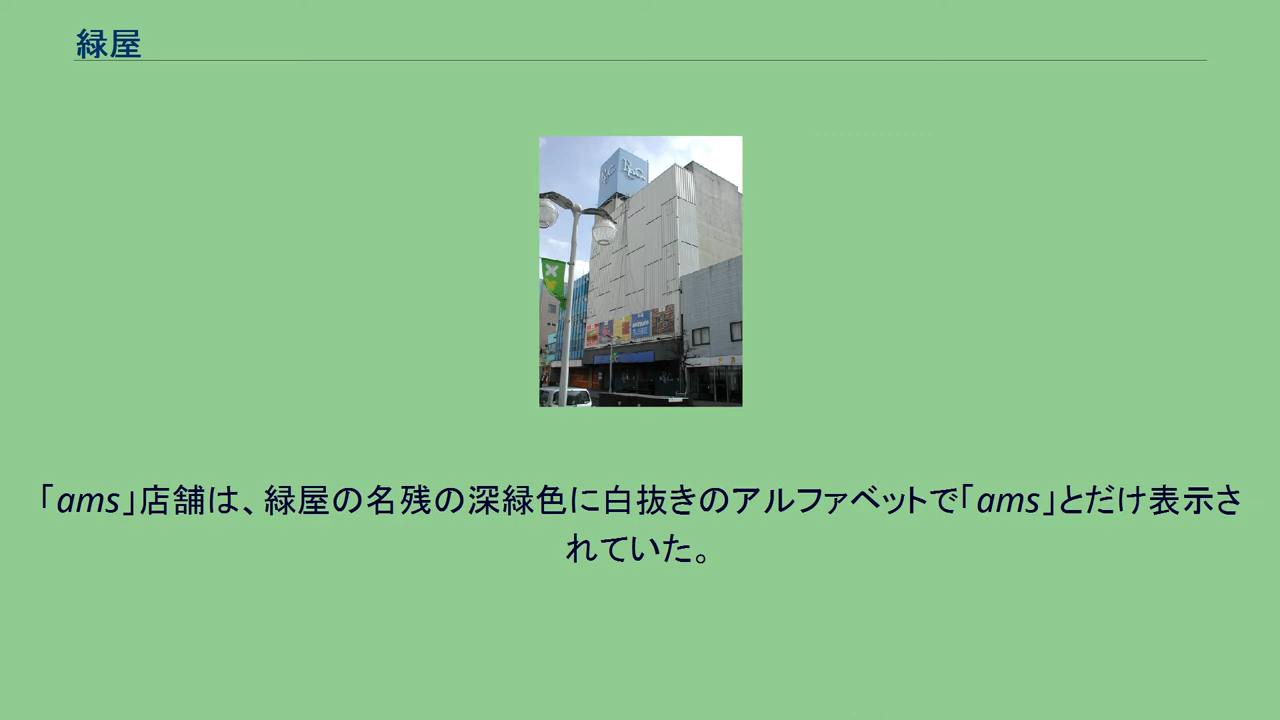 緑屋
「ams」店舗は、緑屋の名残の深緑色に白抜きのアルファベットで「ams」とだけ表示さ
れていた。